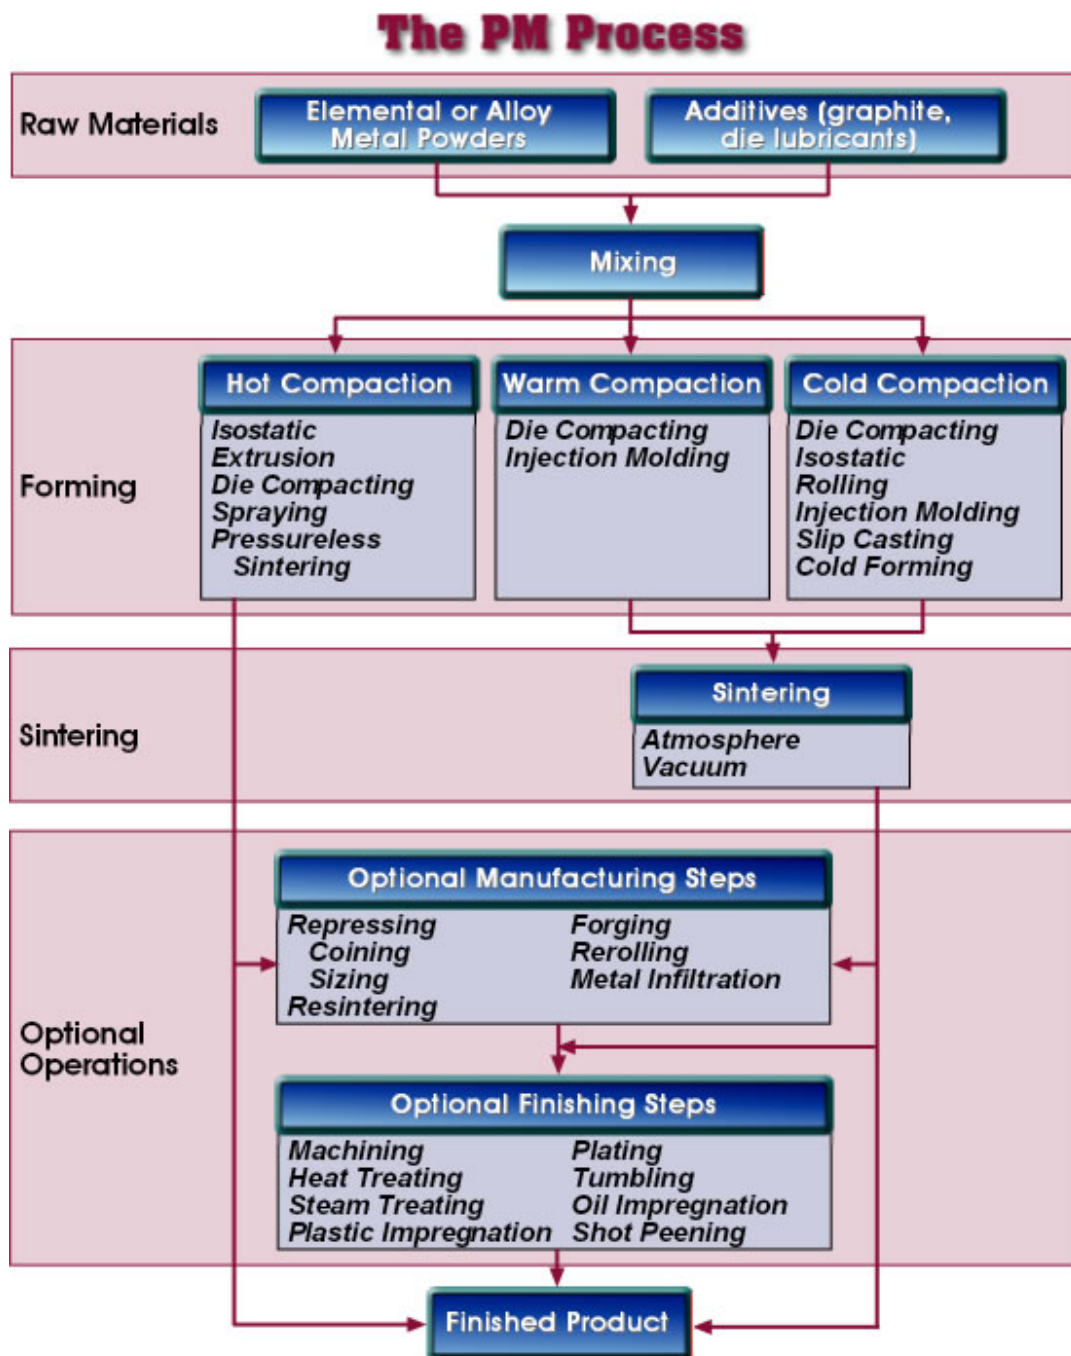 The PM Process
Raw Materials
Elemental or Alloy
Metal Powders
Additives (graphite,
die lubricants)
Mixing
Forming
Hot Compaction
Isostatic
Extrusion
Die Compacting
Spraying
Pressureless
Sintering
Warm Compaction
Die Compacting
Injection Molding
Cold Compaction
Die Compacting
Isostatic
Rolling
Injection Molding
Slip Casting
Cold Forming
Sintering
Sintering
Atmosphere
Vacuum
Optional
Operations
Optional Manufacturing Steps
Repressing
Coining
Sizing
Resintering
Forging
Rerolling
Metal Infiltration
Optional Finishing Steps
Machining
Heat Treating
Steam Treating
Plastic Impregnation
Plating
Tumbling
Oil Impregnation
Shot Peening
Finished Product